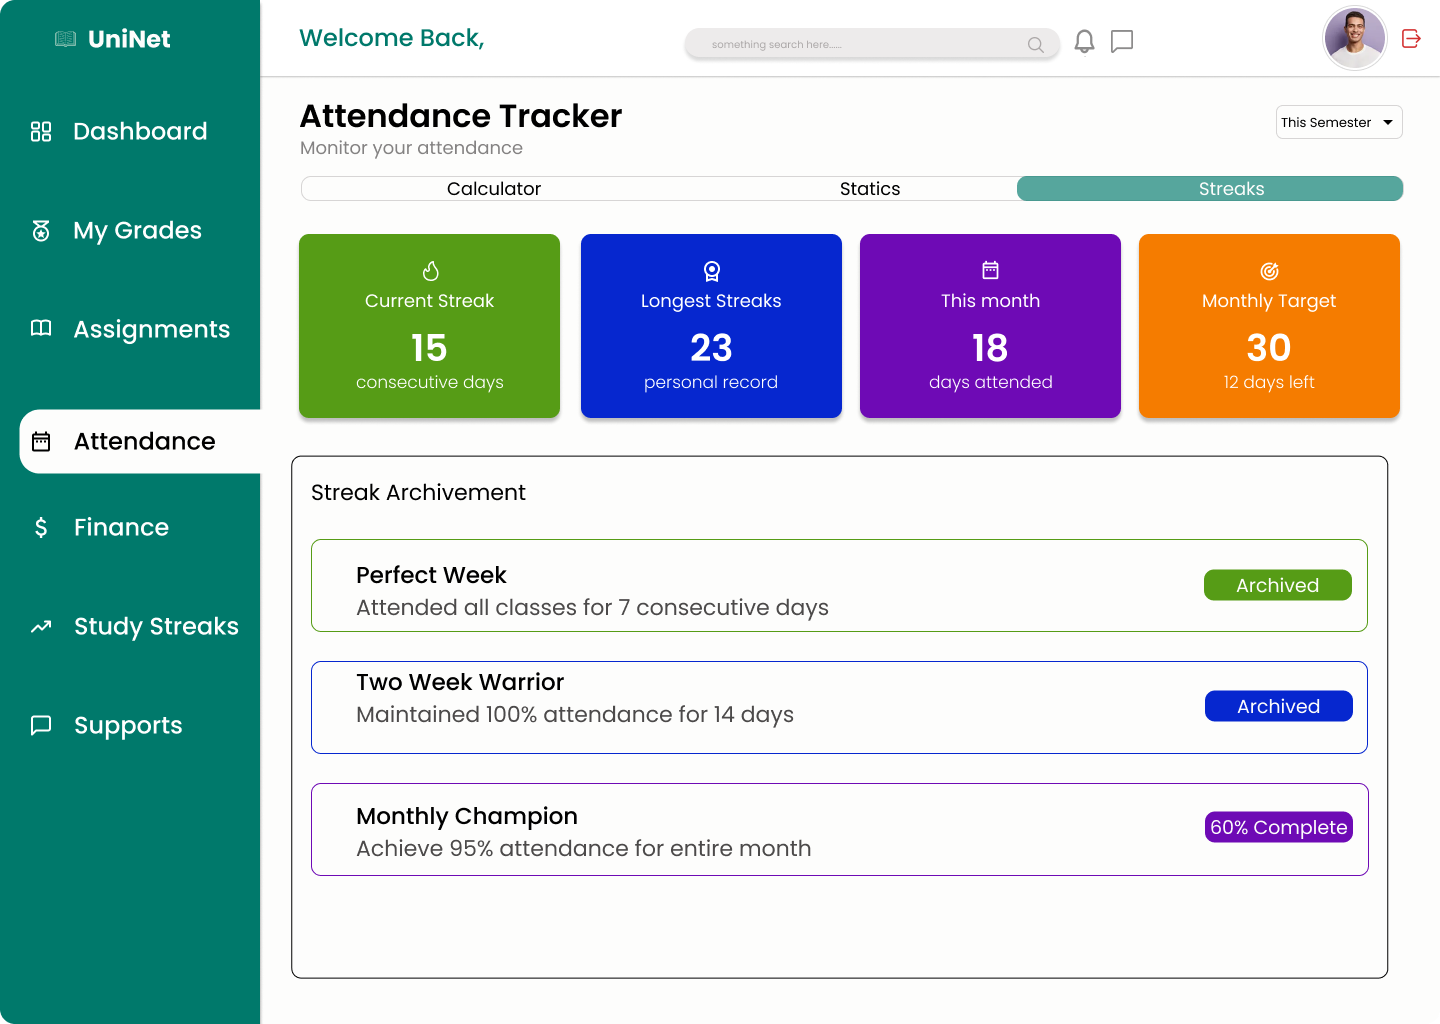 UniNet
Welcome Back,
something search here......
Dashboard
My Grades
Assignments
Attendance
Finance
Study Streaks
Supports
Attendance Tracker
Monitor your attendance
This Semester
Calculator
Statics
Streaks
Current Streak
15
consecutive days
Longest Streaks
23
personal record
This month
18
days attended
Monthly Target
30
12 days left
Streak Archivement
Perfect Week
Attended all classes for 7 consecutive days
Archived
Two Week Warrior
Maintained 100% attendance for 14 days
Archived
Monthly Champion
Achieve 95% attendance for entire month
60% Complete